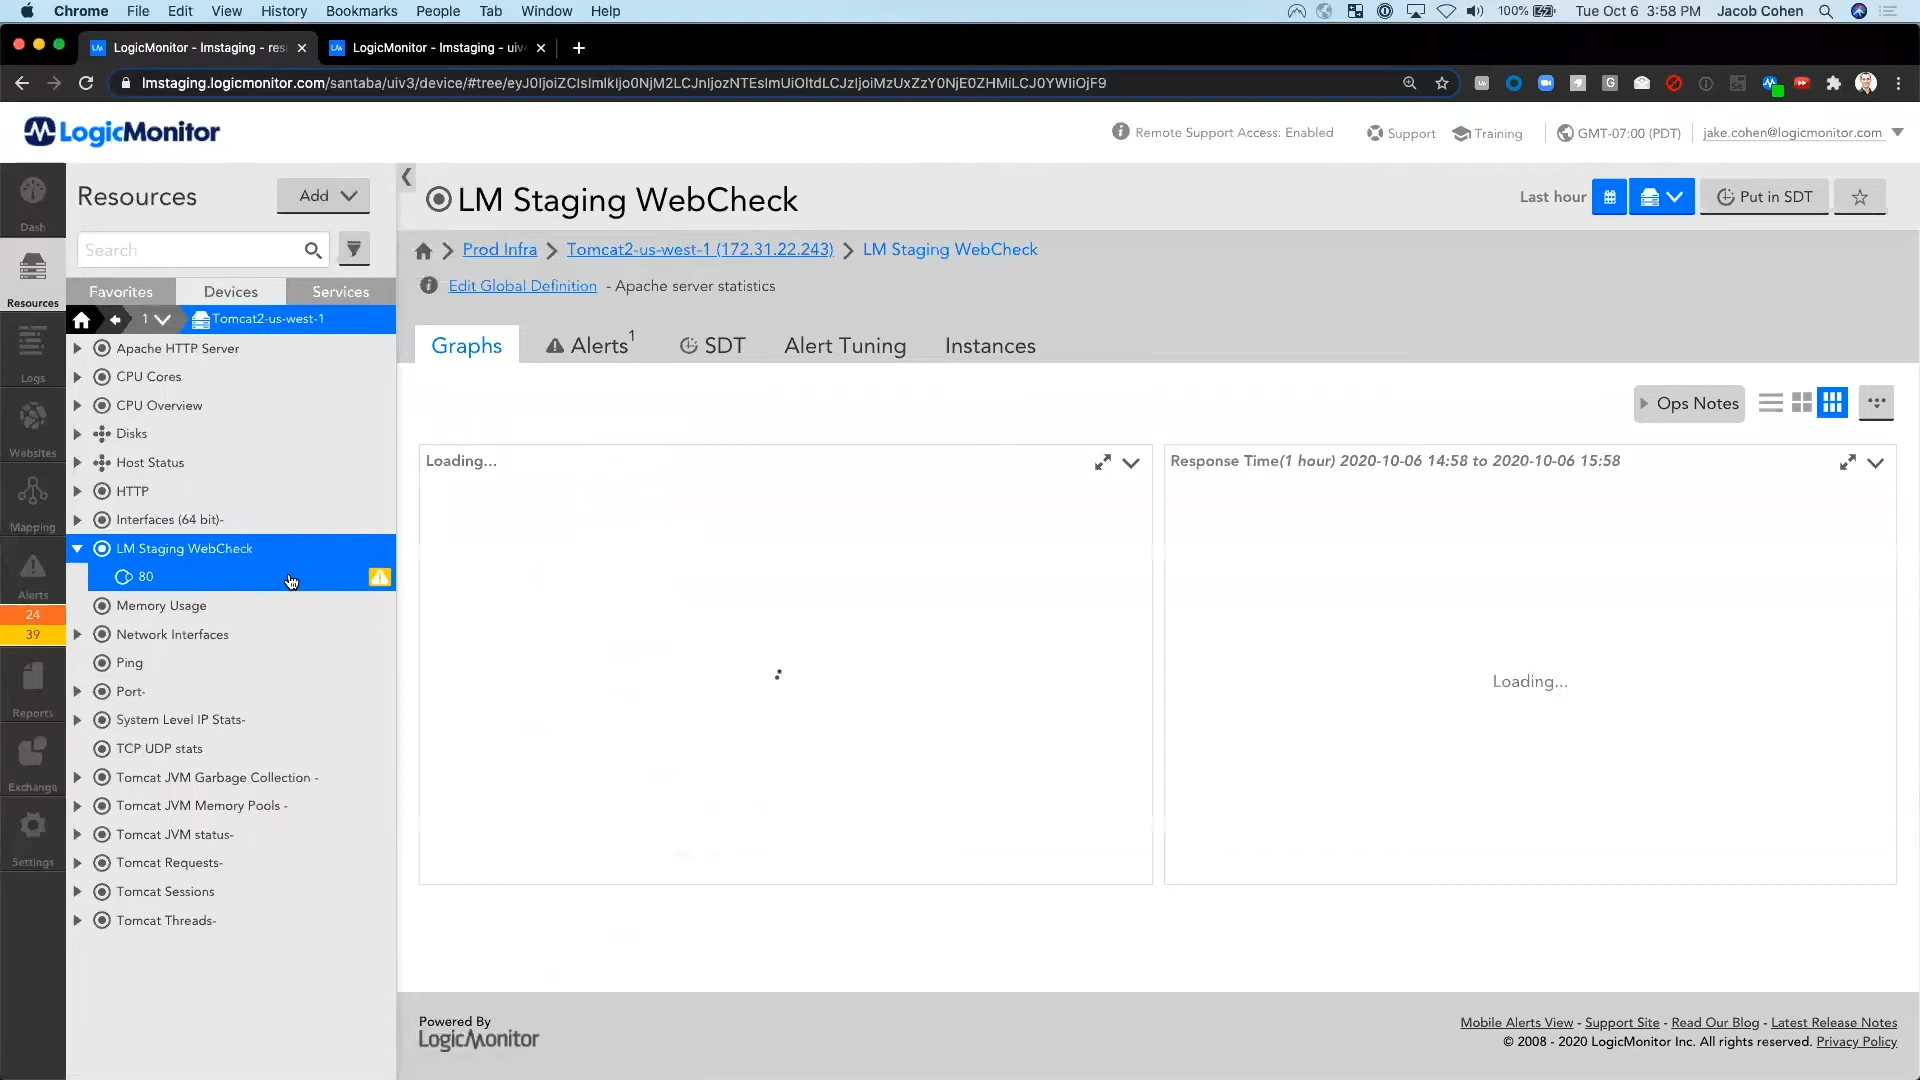 Chrome File Edit View History Bookmarks People Tab Window Help
100% Tue Oct 6 3:58 PM Jacob Cohen
LogicMonitor - lmstaging - res
LogicMonitor - lmstaging - uiv
lmstaging.logicmonitor.com/santaba/uiv3/device/#tree/eyJ0IjoiZCIsImlkIjo0NjM2LCJnIjozNTEsImUiOltdLCJzIjoiMzUxZzY0NjE0ZHMiLCJ0YWIiOjF9
LogicMonitor
Remote Support Access: Enabled
Support
Training
GMT-07:00 (PDT)
jake.cohen@logicmonitor.com
Dash
Resources
Logs
Websites
Mapping
Alerts
24
39
Reports
Exchange
Settings
Resources
Add
Search
Favorites Devices Services
1
Tomcat2-us-west-1
Apache HTTP Server
CPU Cores
CPU Overview
Disks
Host Status
HTTP
Interfaces (64 bit)-
LM Staging WebCheck
80
Memory Usage
Network Interfaces
Ping
Port-
System Level IP Stats-
TCP UDP stats
Tomcat JVM Garbage Collection -
Tomcat JVM Memory Pools -
Tomcat JVM status-
Tomcat Requests-
Tomcat Sessions
Tomcat Threads-
LM Staging WebCheck
Last hour
Put in SDT
Prod Infra
Tomcat2-us-west-1 (172.31.22.243)
LM Staging WebCheck
Edit Global Definition - Apache server statistics
Graphs
Alerts1
SDT
Alert Tuning
Instances
Ops Notes
Loading...
Response Time(1 hour) 2020-10-06 14:58 to 2020-10-06 15:58
Loading...
Powered By
LogicMonitor
Mobile Alerts View - Support Site - Read Our Blog - Latest Release Notes
© 2008 - 2020 LogicMonitor Inc. All rights reserved. Privacy Policy